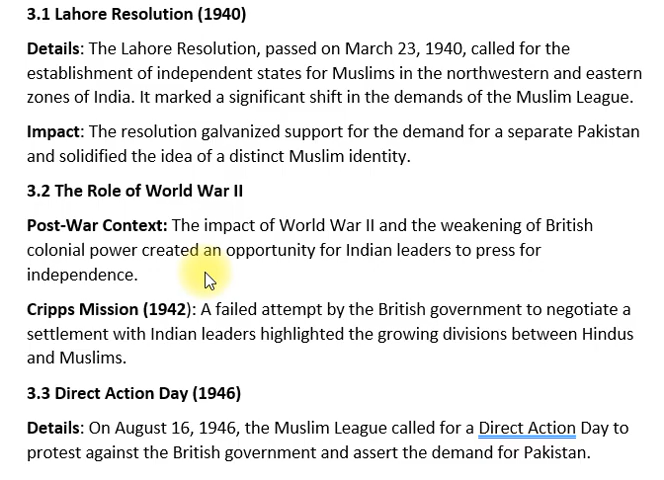 3.1 Lahore Resolution (1940)
Details: The Lahore Resolution, passed on March 23, 1940, called for the
establishment of independent states for Muslims in the northwestern and eastern
zones of India. It marked a significant shift in the demands of the Muslim League.
Impact: The resolution galvanized support for the demand for a separate Pakistan
and solidified the idea of a distinct Muslim identity.
3.2 The Role of World War II
Post-War Context: The impact of World War II and the weakening of British
colonial power created an opportunity for Indian leaders to press for
independence.
Cripps Mission (1942): A failed attempt by the British government to negotiate a
settlement with Indian leaders highlighted the growing divisions between Hindus
and Muslims.
3.3 Direct Action Day (1946)
Details: On August 16, 1946, the Muslim League called for a Direct Action Day to
protest against the British government and assert the demand for Pakistan.